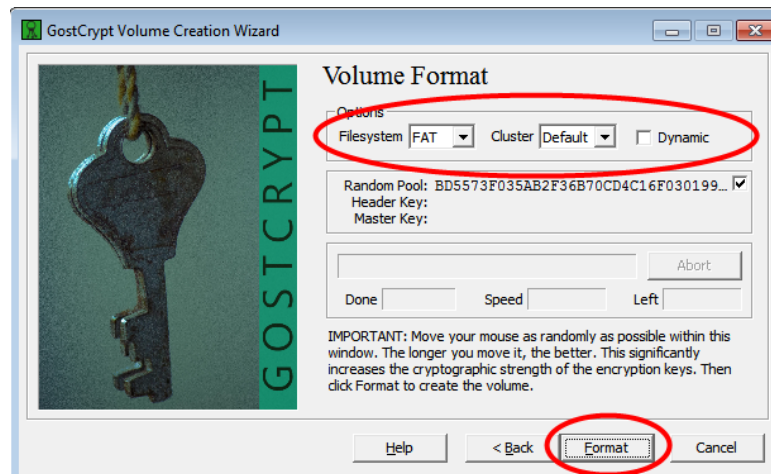 GostCrypt Volume Creation Wizard
GOSTCRYPT
Volume Format
Options
Filesystem FAT Cluster Default Dynamic
Random Pool: BD5573F035AB2F36B70CD4C16F030199...
Header Key:
Master Key:
Abort
Done Speed Left
IMPORTANT: Move your mouse as randomly as possible within this
window. The longer you move it, the better. This significantly
increases the cryptographic strength of the encryption keys. Then
click Format to create the volume.
Help < Back Format Cancel